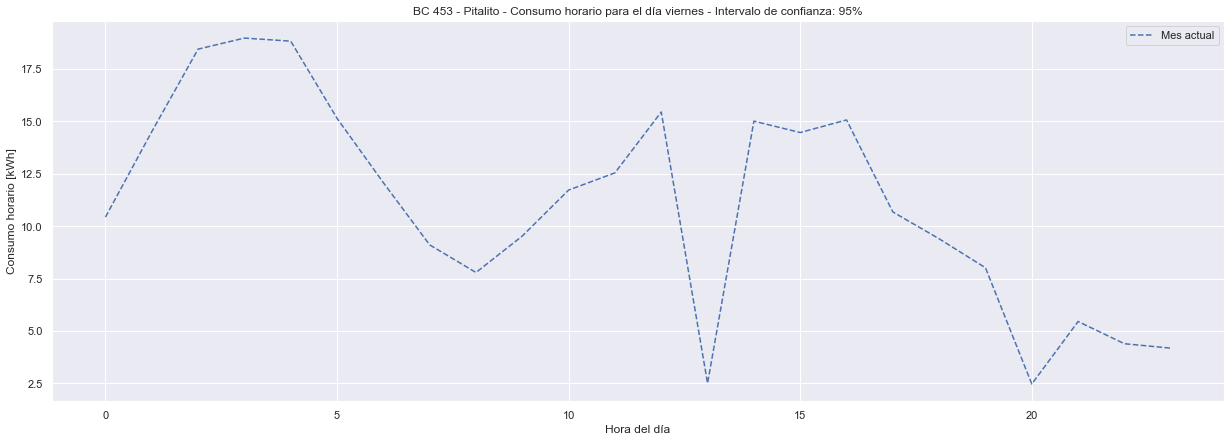 BC 453 - Pitalito - Consumo horario para el día viernes - Intervalo de confianza: 95%
Mes actual
Consumo horario [kWh]
17.5
15.0
12.5
10.0
7.5
5.0
2.5
0 5 10 15 20
Hora del día